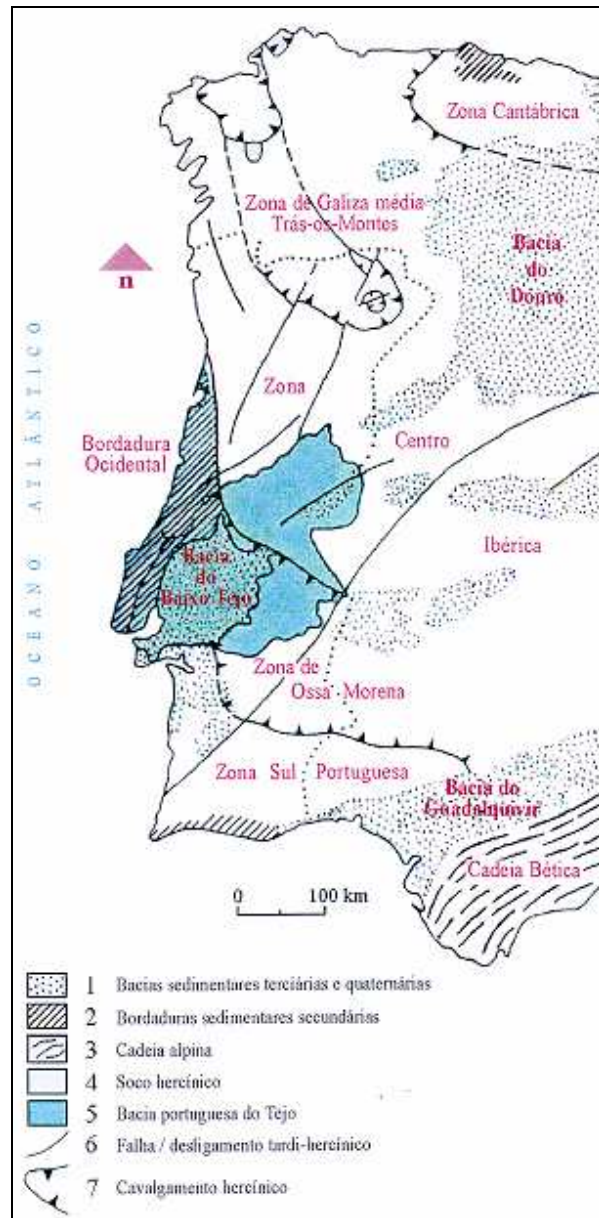 Zona Cantábrica
Zona de Galiza média
Trás-os-Montes
Bacia
do
Douro
n
Zona
Centro
Ibérica
Bordadura
Ocidental
OCEANO ATLÂNTICO
Bacia
do
Baixo Tejo
Zona de
Ossa Morena
Zona Sul Portuguesa
Bacia do
Guadalquivir
Cadeia Bética
0 100 km
1 Bacias sedimentares terciárias e quaternárias
2 Bordaduras sedimentares secundárias
3 Cadeia alpina
4 Soco hercínico
5 Bacia portuguesa do Tejo
6 Falha / desligamento tardi-hercínico
7 Cavalgamento hercínico